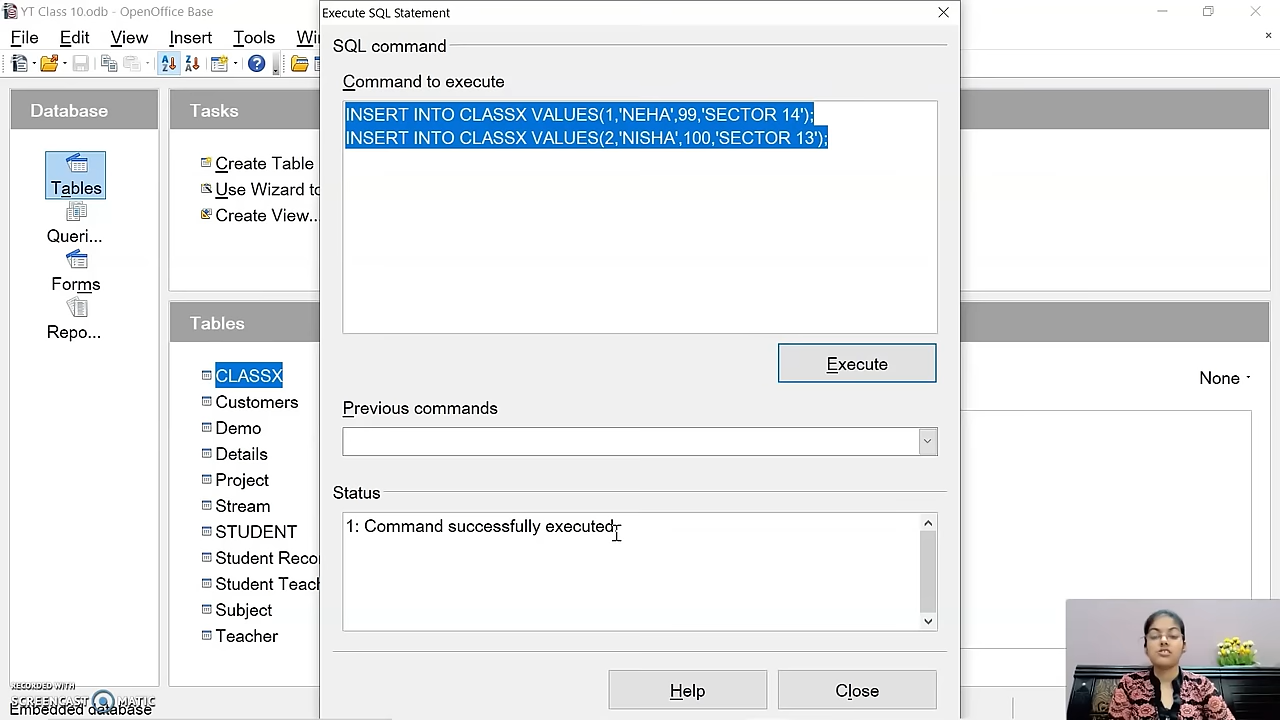 YT Class 10.odb - OpenOffice Base
File Edit View Insert Tools
Database
Tables
Queri...
Forms
Repo...
Tasks
Create Table
Use Wizard to
Create View...
Tables
CLASSX
Customers
Demo
Details
Project
Stream
STUDENT
Student Reco
Student Teach
Subject
Teacher
Execute SQL Statement
SQL command
Command to execute
INSERT INTO CLASSX VALUES(1,'NEHA',99,'SECTOR 14');
INSERT INTO CLASSX VALUES(2,'NISHA',100,'SECTOR 13');
Execute
Previous commands
Status
1: Command successfully executed.
Help Close
None
RECORDED WITH
SCREENCAST MATIC
Embedded database